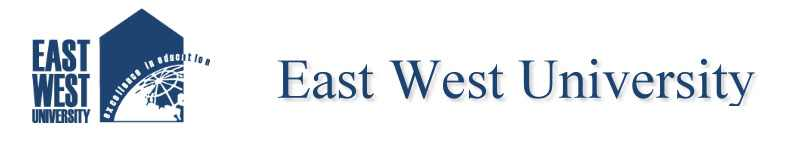 EAST
WEST
UNIVERSITY
excellence in education
East West University